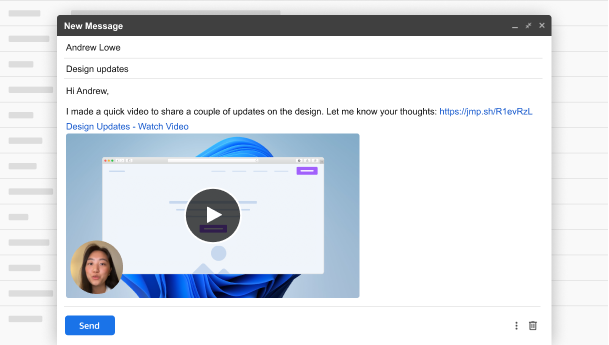 New Message
Andrew Lowe
Design updates
Hi Andrew,
I made a quick video to share a couple of updates on the design. Let me know your thoughts: https://jmp.sh/R1evRzL
Design Updates - Watch Video
Send